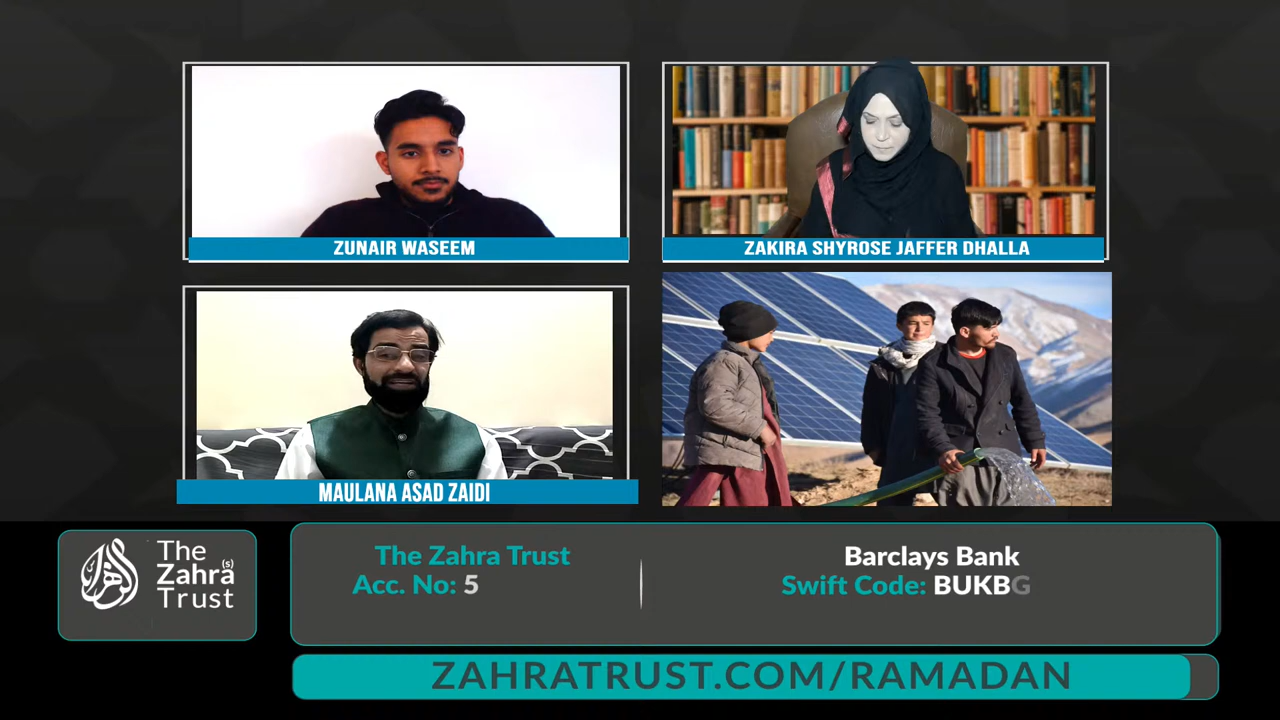 ZUNAIR WASEEM
ZAKIRA SHYROSE JAFFER DHALLA
MAULANA ASAD ZAIDI
The
Zahra
(s)
Trust
The Zahra Trust
Acc. No: 5
Barclays Bank
Swift Code: BUKBG
ZAHRATRUST.COM/RAMADAN